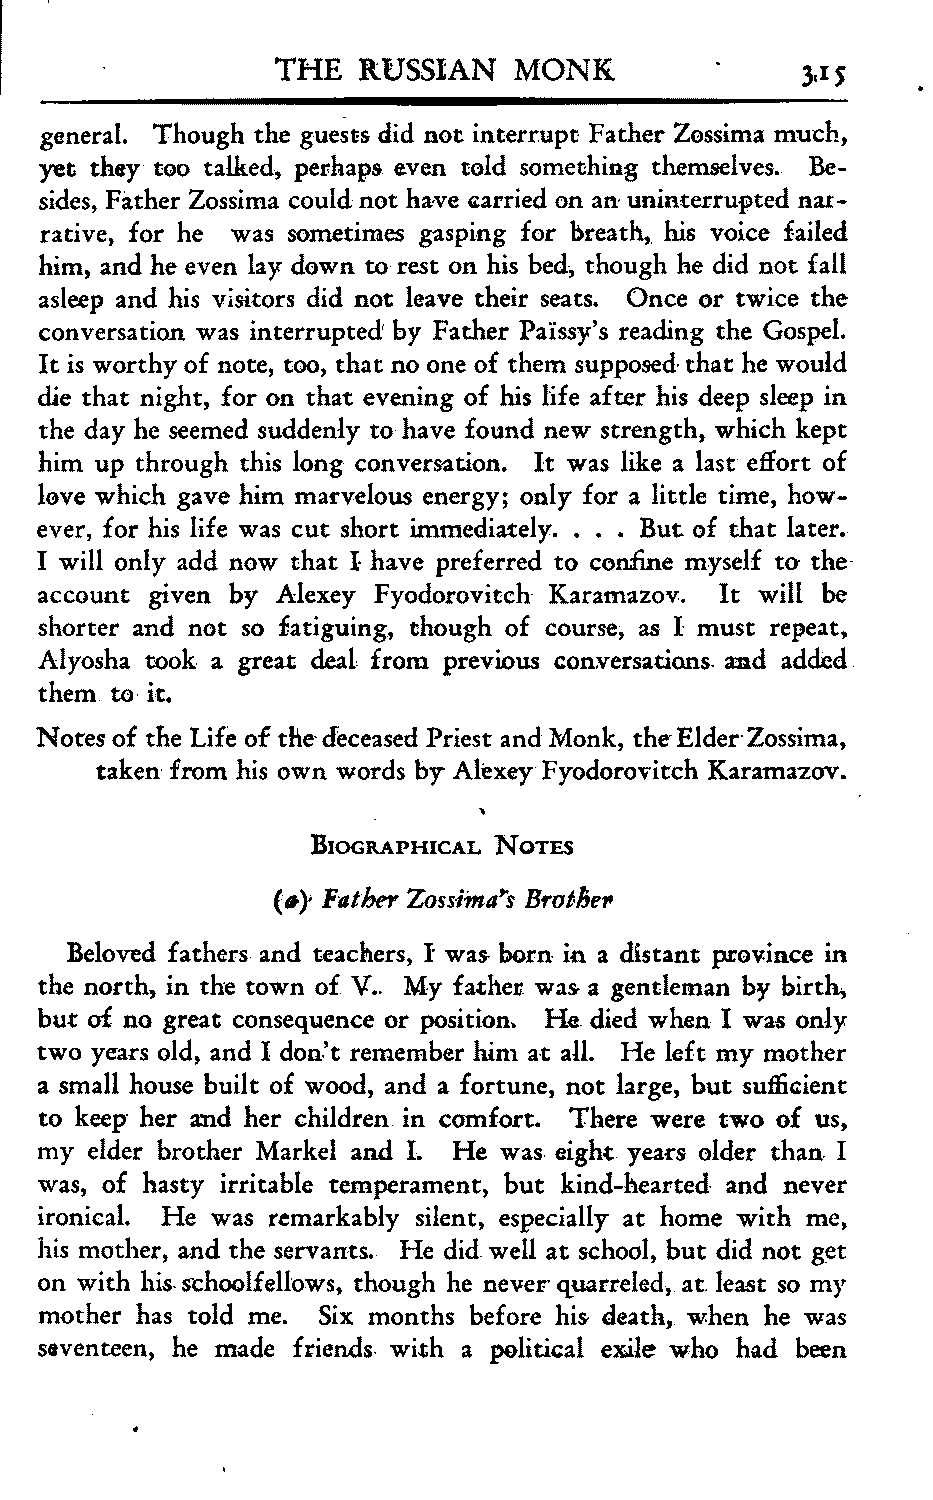 THE RUSSIAN MONK 315
general. Though the guests did not interrupt Father Zossima much,
yet they too talked, perhaps even told something themselves. Be-
sides, Father Zossima could not have carried on an uninterrupted nar-
rative, for he was sometimes gasping for breath, his voice failed
him, and he even lay down to rest on his bed, though he did not fall
asleep and his visitors did not leave their seats. Once or twice the
conversation was interrupted by Father Païssy's reading the Gospel.
It is worthy of note, too, that no one of them supposed that he would
die that night, for on that evening of his life after his deep sleep in
the day he seemed suddenly to have found new strength, which kept
him up through this long conversation. It was like a last effort of
love which gave him marvelous energy; only for a little time, how-
ever, for his life was cut short immediately. . . . But of that later.
I will only add now that I have preferred to confine myself to the
account given by Alexey Fyodorovitch Karamazov. It will be
shorter and not so fatiguing, though of course, as I must repeat,
Alyosha took a great deal from previous conversations and added
them to it.
Notes of the Life of the deceased Priest and Monk, the Elder Zossima,
taken from his own words by Alexey Fyodorovitch Karamazov.
BIOGRAPHICAL NOTES
(a) Father Zossima's Brother
Beloved fathers and teachers, I was born in a distant province in
the north, in the town of V.. My father was a gentleman by birth,
but of no great consequence or position. He died when I was only
two years old, and I don't remember him at all. He left my mother
a small house built of wood, and a fortune, not large, but sufficient
to keep her and her children in comfort. There were two of us,
my elder brother Markel and I. He was eight years older than I
was, of hasty irritable temperament, but kind-hearted and never
ironical. He was remarkably silent, especially at home with me,
his mother, and the servants. He did well at school, but did not get
on with his schoolfellows, though he never quarreled, at least so my
mother has told me. Six months before his death, when he was
seventeen, he made friends with a political exile who had been